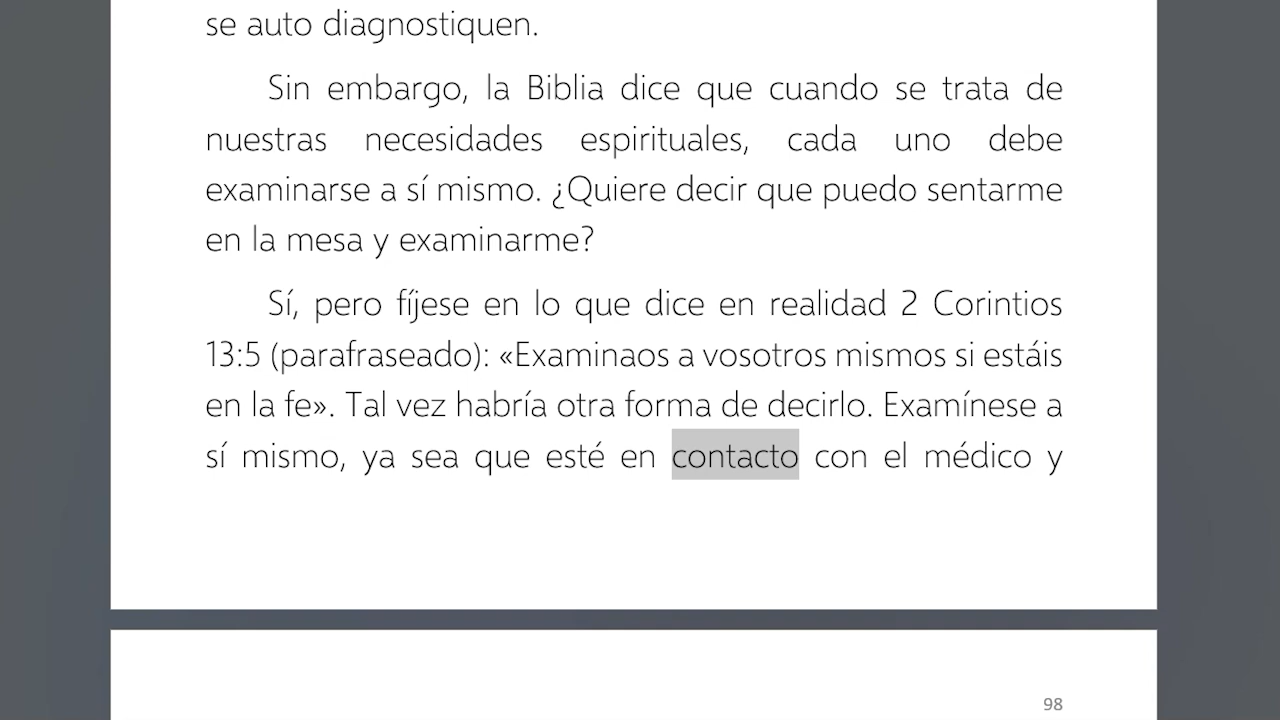 se auto diagnostiquen.
Sin embargo, la Biblia dice que cuando se trata de
nuestras necesidades espirituales, cada uno debe
examinarse a sí mismo. ¿Quiere decir que puedo sentarme
en la mesa y examinarme?
Sí, pero fíjese en lo que dice en realidad 2 Corintios
13:5 (parafraseado): «Examinaos a vosotros mismos si estáis
en la fe». Tal vez habría otra forma de decirlo. Examínese a
sí mismo, ya sea que esté en contacto con el médico y
98